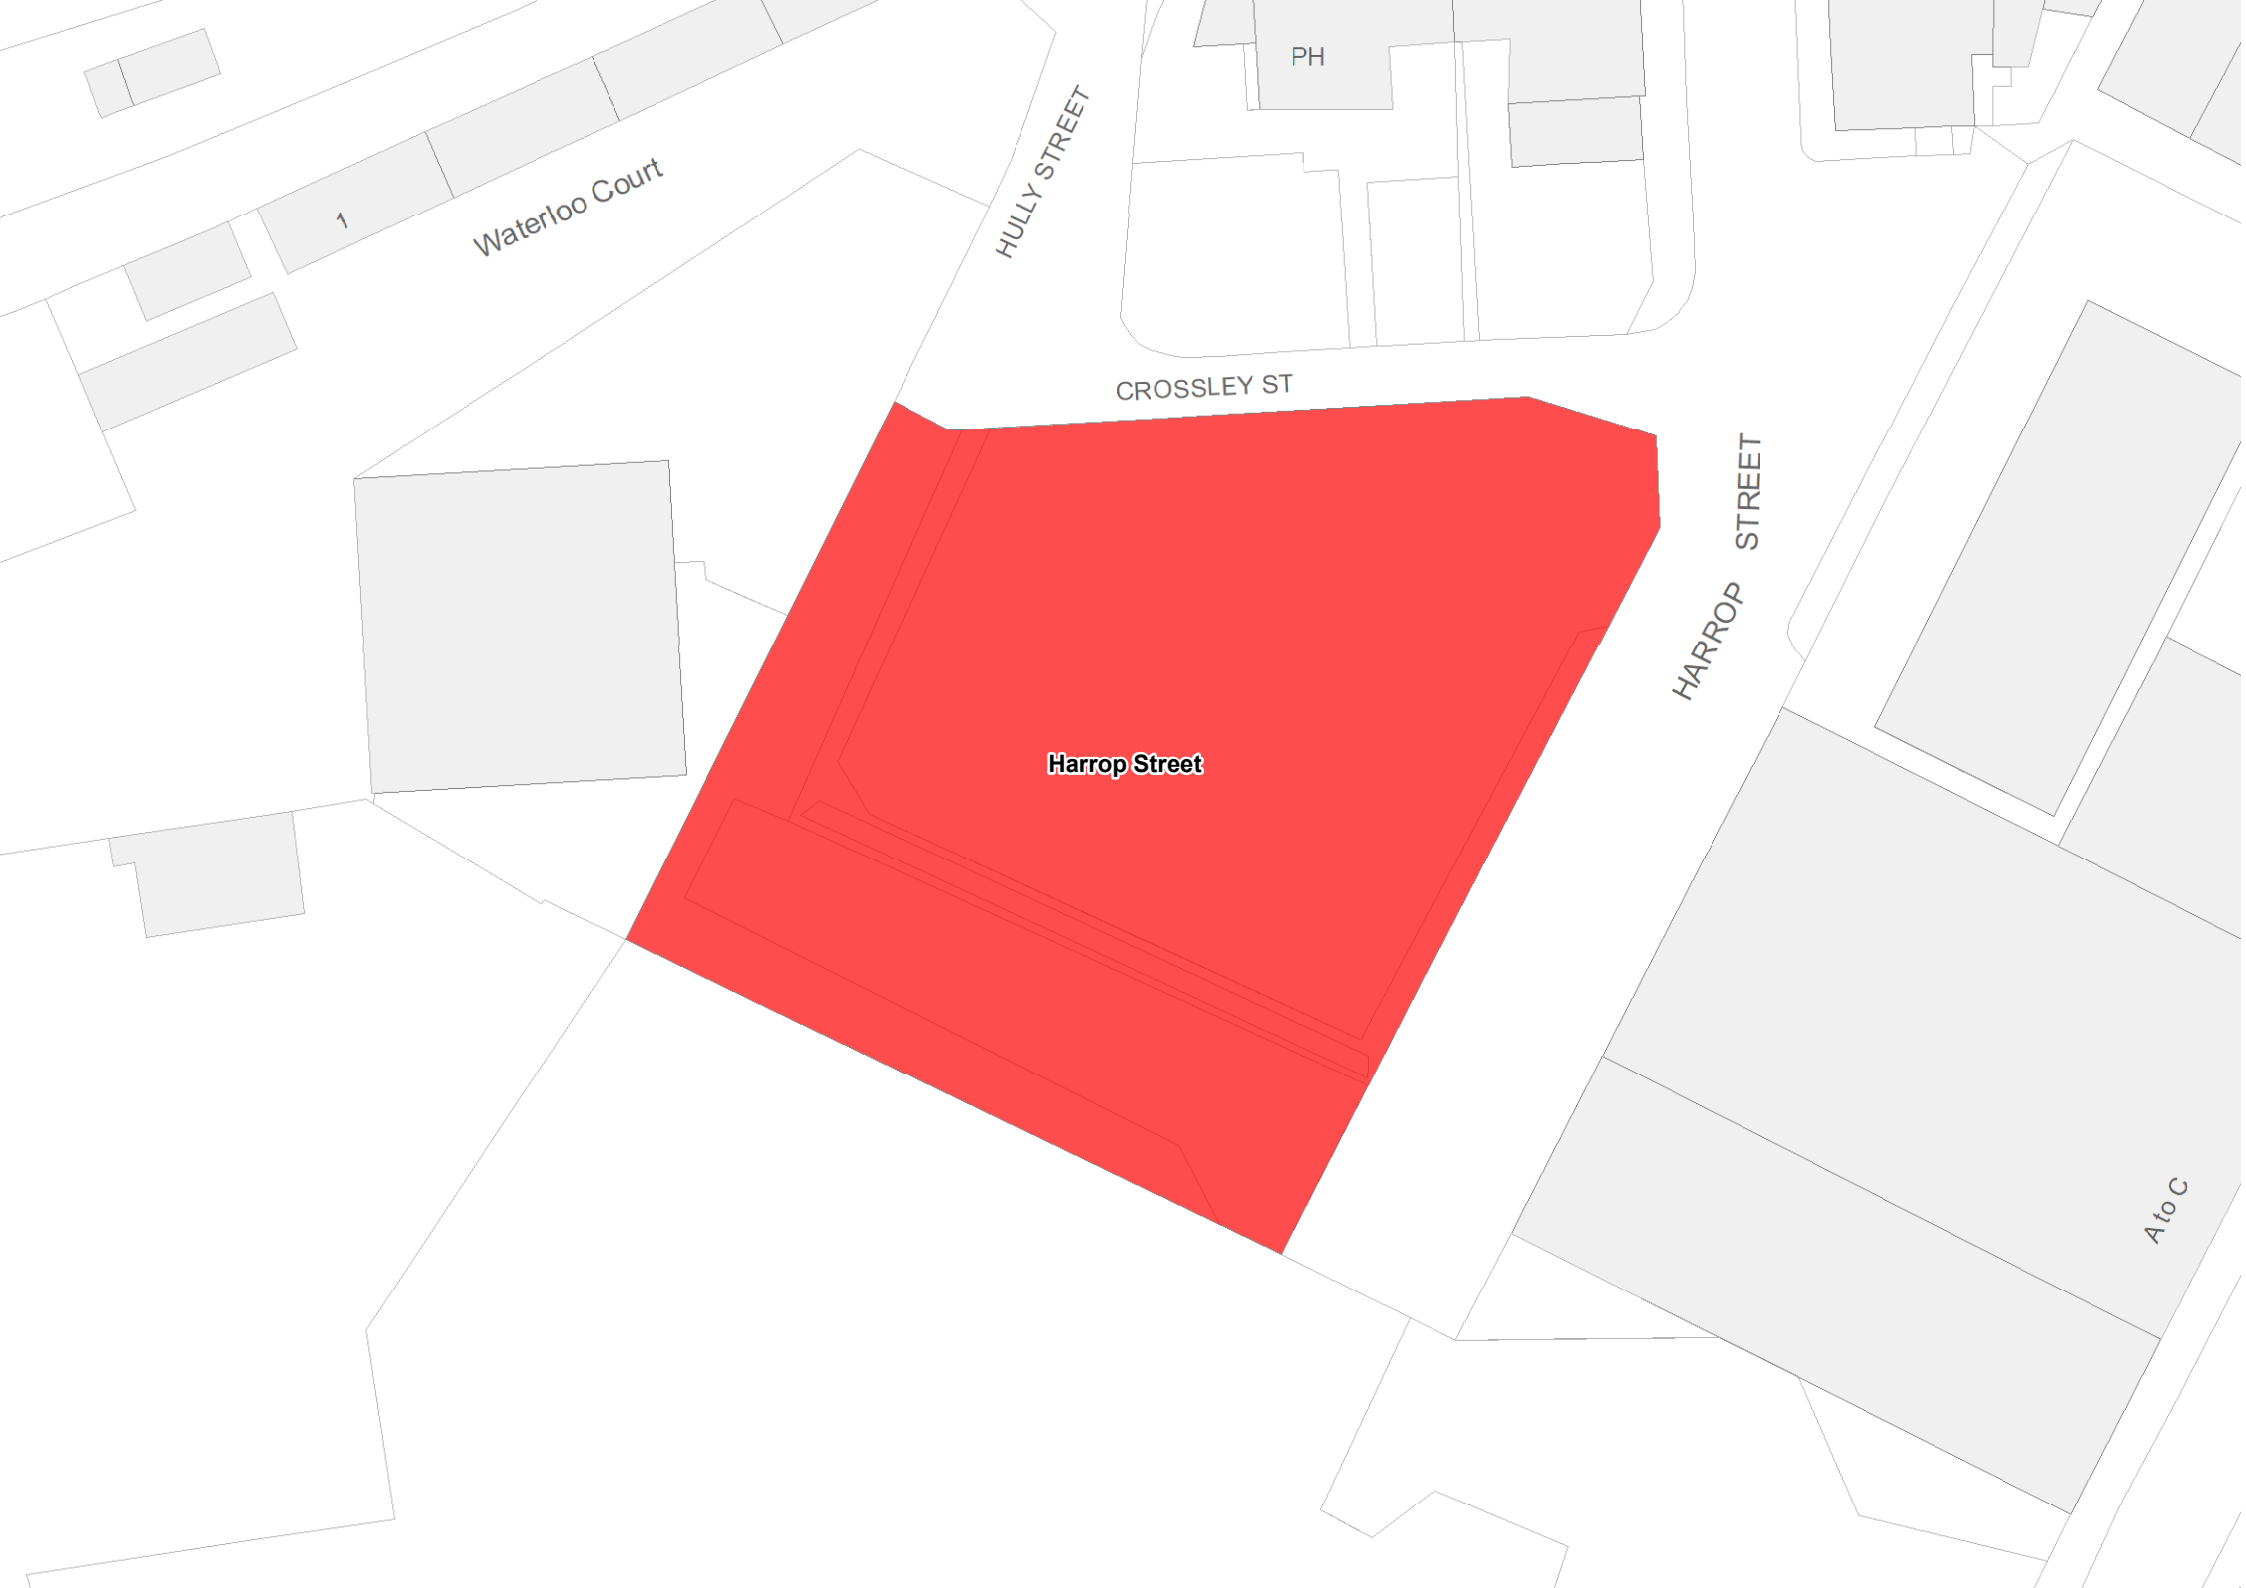 PH
HULLY STREET
1
Waterloo Court
CROSSLEY ST
HARROP STREET
Harrop Street
A to C